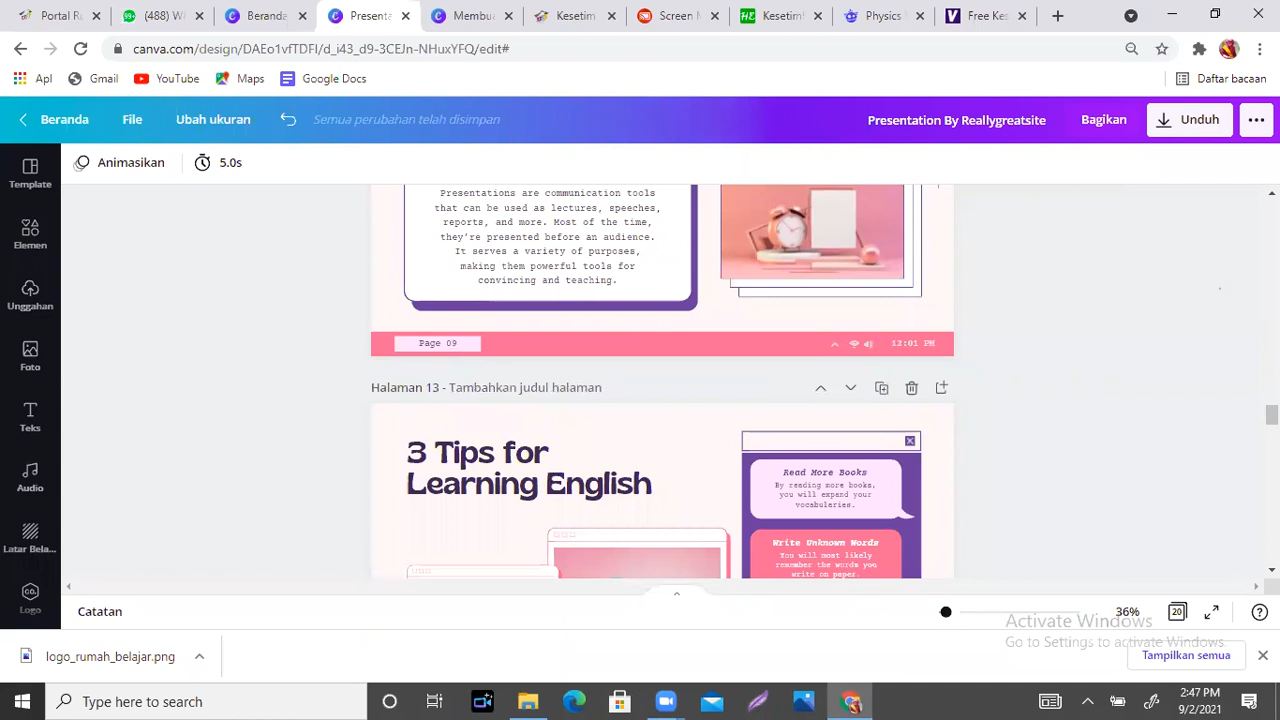 Portal Ru
(488) W
Beranda
Presenta
Membua
Kesetim
Screen M
Kesetim
Physics
Free Kes
canva.com/design/DAEo1vfTDFI/d_i43_d9-3CEJn-NHuxYFQ/edit#
Apl
Gmail
YouTube
Maps
Google Docs
Daftar bacaan
Beranda
File
Ubah ukuran
Semua perubahan telah disimpan
Presentation By Reallygreatsite
Bagikan
Unduh
Template
Elemen
Unggahan
Foto
Teks
Audio
Latar Bela...
Logo
Animasikan
5.0s
Presentations are communication tools
that can be used as lectures, speeches,
reports, and more. Most of the time,
they're presented before an audience.
It serves a variety of purposes,
making them powerful tools for
convincing and teaching.
Page 09
12:01 PM
Halaman 13 - Tambahkan judul halaman
3 Tips for
Learning English
Read More Books
By reading more books,
you will expand your
vocabularies.
Write Unknown Words
You will most likely
remember the words you
write on paper.
Catatan
36%
20
Activate Windows
Go to Settings to activate Windows.
logo_rumah_belajar.png
Tampilkan semua
Type here to search
2:47 PM
9/2/2021